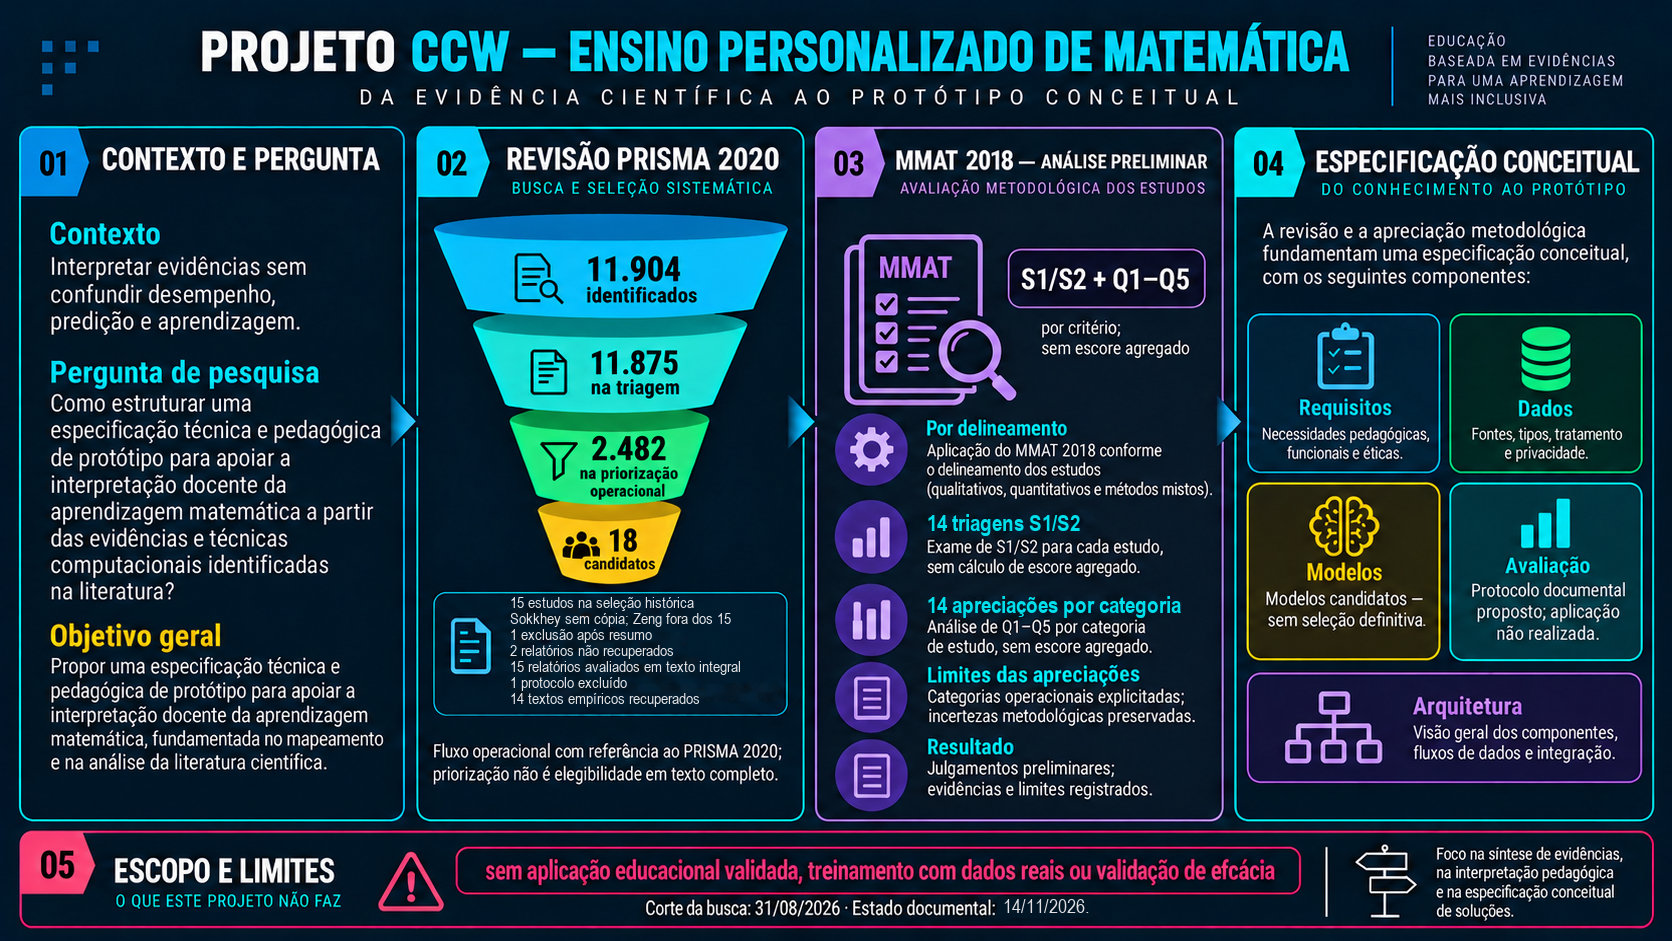 PROJETO CCW — ENSINO PERSONALIZADO DE MATEMÁTICA
DA EVIDÊNCIA CIENTÍFICA AO PROTÓTIPO CONCEITUAL
EDUCAÇÃO
BASEADA EM EVIDÊNCIAS
PARA UMA APRENDIZAGEM
MAIS INCLUSIVA
01
CONTEXTO E PERGUNTA
Contexto
Interpretar evidências sem
confundir desempenho,
predição e aprendizagem.
Pergunta de pesquisa
Como estruturar uma
especificação técnica e pedagógica
de protótipo para apoiar a
interpretação docente da
aprendizagem matemática a partir
das evidências e técnicas
computacionais identificadas
na literatura?
Objetivo geral
Propor uma especificação técnica e
pedagógica de protótipo para apoiar a
interpretação docente da aprendizagem
matemática, fundamentada no mapeamento
e na análise da literatura científica.
02
REVISÃO PRISMA 2020
BUSCA E SELEÇÃO SISTEMÁTICA
11.904
identificados
11.875
na triagem
2.482
na priorização
operacional
18
candidatos
15 estudos na seleção histórica
Sokkhey sem cópia; Zeng fora dos 15
1 exclusão após resumo
2 relatórios não recuperados
15 relatórios avaliados em texto integral
1 protocolo excluído
14 textos empíricos recuperados
Fluxo operacional com referência ao PRISMA 2020;
priorização não é elegibilidade em texto completo.
03
MMAT 2018 — ANÁLISE PRELIMINAR
AVALIAÇÃO METODOLÓGICA DOS ESTUDOS
MMAT
S1/S2 + Q1–Q5
por critério;
sem escore agregado
Por delineamento
Aplicação do MMAT 2018 conforme
o delineamento dos estudos
(qualitativos, quantitativos e métodos mistos).
14 triagens S1/S2
Exame de S1/S2 para cada estudo,
sem cálculo de escore agregado.
14 apreciações por categoria
Análise de Q1–Q5 por categoria
de estudo, sem escore agregado.
Limites das apreciações
Categorias operacionais explicitadas;
incertezas metodológicas preservadas.
Resultado
Julgamentos preliminares;
evidências e limites registrados.
04
ESPECIFICAÇÃO CONCEITUAL
DO CONHECIMENTO AO PROTÓTIPO
A revisão e a apreciação metodológica
fundamentam uma especificação conceitual,
com os seguintes componentes:
Requisitos
Necessidades pedagógicas,
funcionais e éticas.
Dados
Fontes, tipos, tratamento
e privacidade.
Modelos
Modelos candidatos —
sem seleção definitiva.
Avaliação
Protocolo documental
proposto; aplicação
não realizada.
Arquitetura
Visão geral dos componentes,
fluxos de dados e integração.
05
ESCOPO E LIMITES
O QUE ESTE PROJETO NÃO FAZ
sem aplicação educacional validada, treinamento com dados reais ou validação de efcácia
Corte da busca: 31/08/2026 · Estado documental: 14/11/2026.
Foco na síntese de evidências,
na interpretação pedagógica
e na especificação conceitual
de soluções.